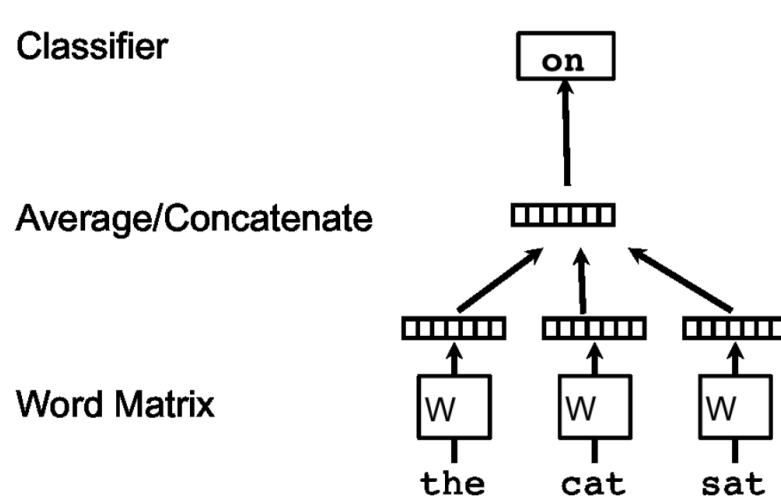 Classifier
on
Average/Concatenate
Word Matrix
W W W
the cat sat